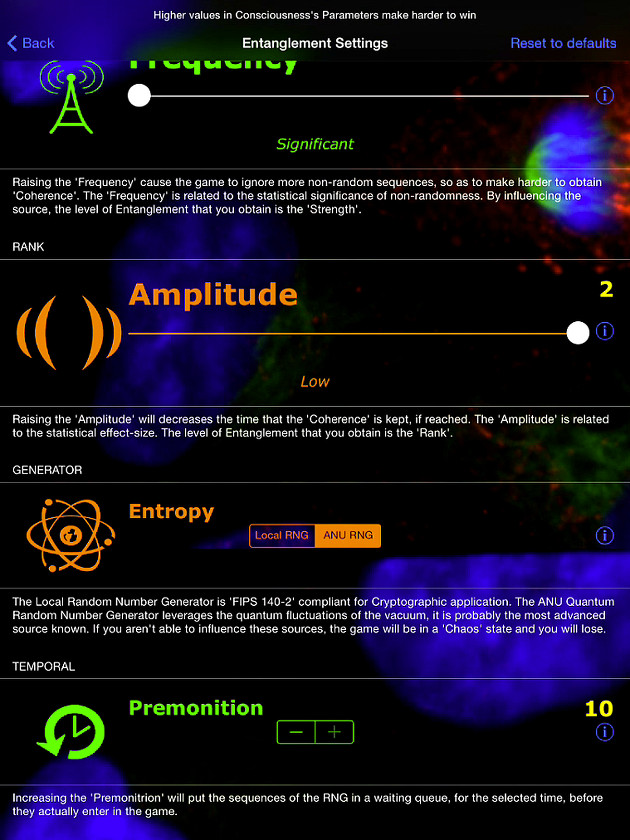 Higher values in Consciousness's Parameters make harder to win
Back
Entanglement Settings
Reset to defaults
Frequency
Significant
Raising the 'Frequency' cause the game to ignore more non-random sequences, so as to make harder to obtain
'Coherence'. The 'Frequency' is related to the statistical significance of non-randomness. By influencing the
source, the level of Entanglement that you obtain is the 'Strength'.
RANK
Amplitude
2
Low
Raising the 'Amplitude' will decreases the time that the 'Coherence' is kept, if reached. The 'Amplitude' is related
to the statistical effect-size. The level of Entanglement that you obtain is the 'Rank'.
GENERATOR
Entropy
Local RNG
ANU RNG
The Local Random Number Generator is 'FIPS 140-2' compliant for Cryptographic application. The ANU Quantum
Random Number Generator leverages the quantum fluctuations of the vacuum, it is probably the most advanced
source known. If you aren't able to influence these sources, the game will be in a 'Chaos' state and you will lose.
TEMPORAL
Premonition
10
Increasing the 'Premonitrion' will put the sequences of the RNG in a waiting queue, for the selected time, before
they actually enter in the game.